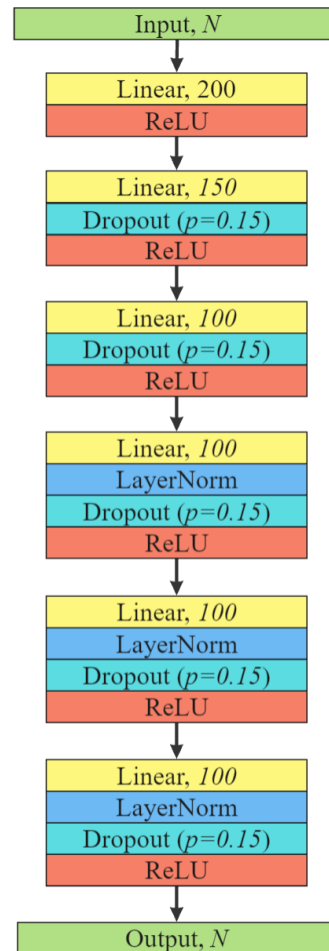 Input, N
Linear, 200
ReLU
Linear, 150
Dropout (p=0.15)
ReLU
Linear, 100
Dropout (p=0.15)
ReLU
Linear, 100
LayerNorm
Dropout (p=0.15)
ReLU
Linear, 100
LayerNorm
Dropout (p=0.15)
ReLU
Linear, 100
LayerNorm
Dropout (p=0.15)
ReLU
Output, N